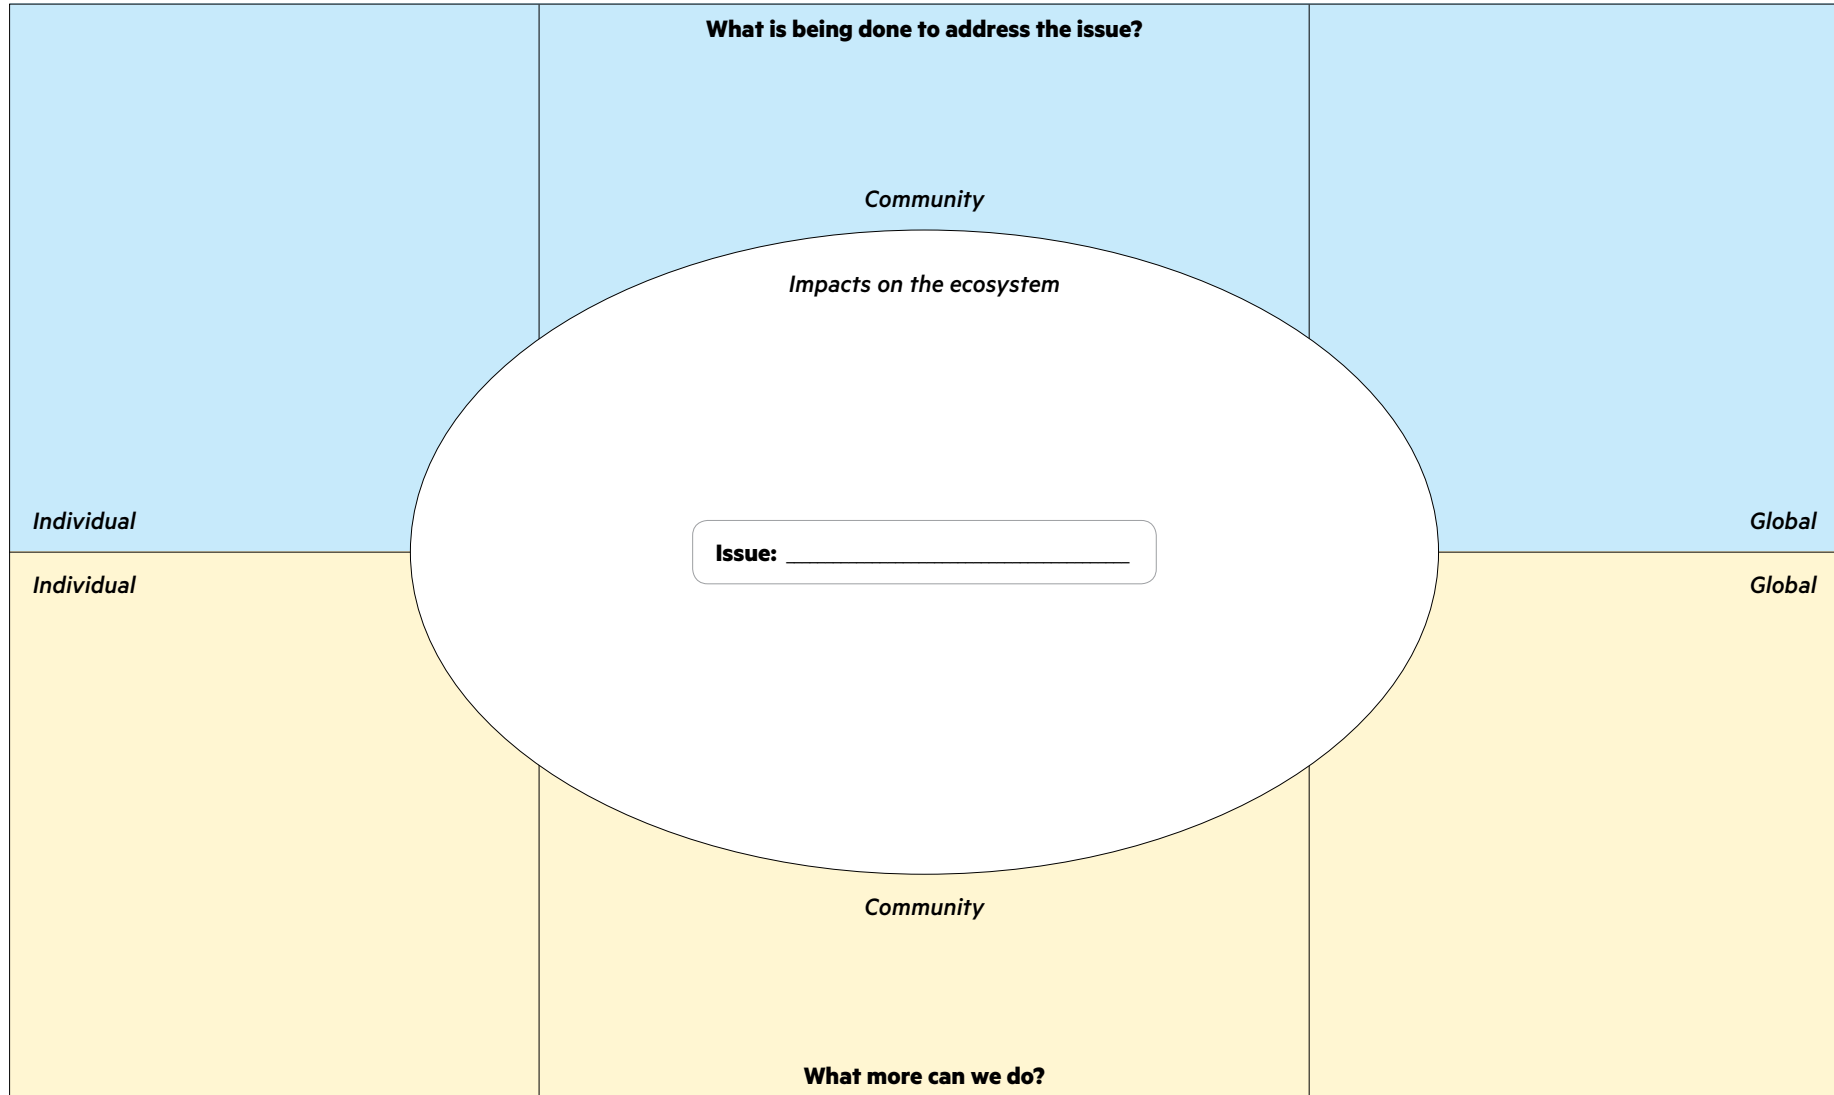 What is being done to address the issue?
Community
Impacts on the ecosystem
Individual
Global
Issue: ______________________________
Individual
Global
Community
What more can we do?